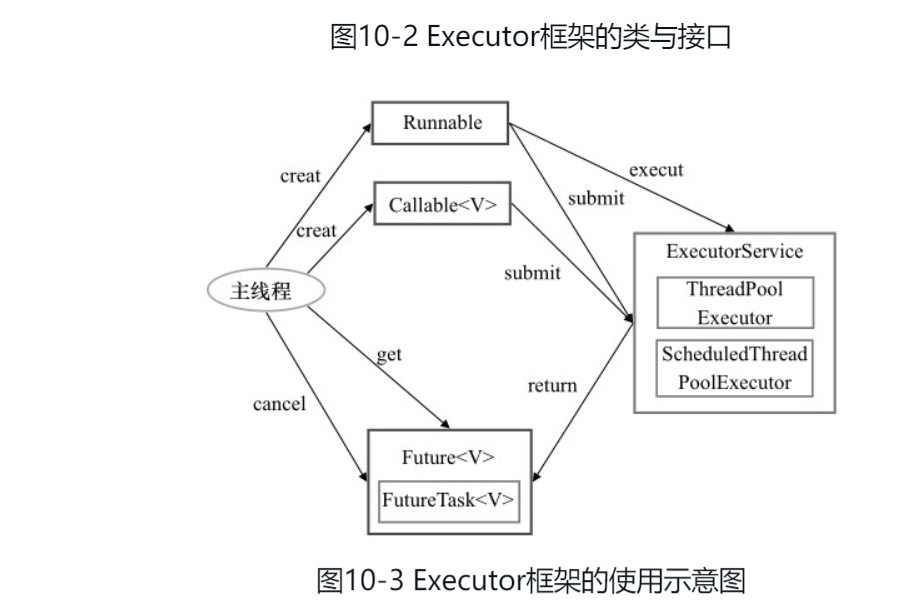 图10-2 Executor框架的类与接口
Runnable
execut
creat
submit
Callable<V>
creat
ExecutorService
submit
主线程
ThreadPool
Executor
ScheduledThread
PoolExecutor
get
return
cancel
Future<V>
FutureTask<V>
图10-3 Executor框架的使用示意图